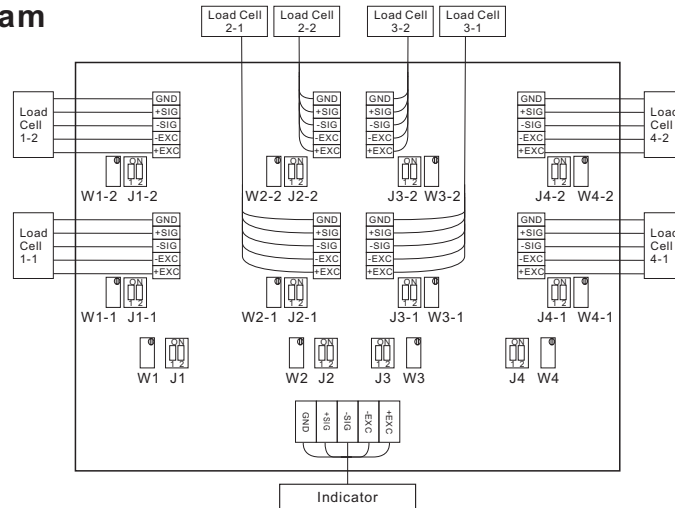 am
Load Cell
2-1
Load Cell
2-2
Load Cell
3-2
Load Cell
3-1
Load
Cell
1-2
GND
+SIG
-SIG
-EXC
+EXC
GND
+SIG
-SIG
-EXC
+EXC
GND
+SIG
-SIG
-EXC
+EXC
GND
+SIG
-SIG
-EXC
+EXC
Load
Cell
4-2
ON
1 2
ON
1 2
ON
1 2
ON
1 2
W1-2 J1-2
W2-2 J2-2
J3-2 W3-2
J4-2 W4-2
Load
Cell
1-1
GND
+SIG
-SIG
-EXC
+EXC
GND
+SIG
-SIG
-EXC
+EXC
GND
+SIG
-SIG
-EXC
+EXC
GND
+SIG
-SIG
-EXC
+EXC
Load
Cell
4-1
ON
1 2
ON
1 2
ON
1 2
ON
1 2
W1-1 J1-1
W2-1 J2-1
J3-1 W3-1
J4-1 W4-1
ON
1 2
ON
1 2
ON
1 2
ON
1 2
W1 J1
W2 J2
J3 W3
J4 W4
GND
+SIG
-SIG
-EXC
+EXC
Indicator